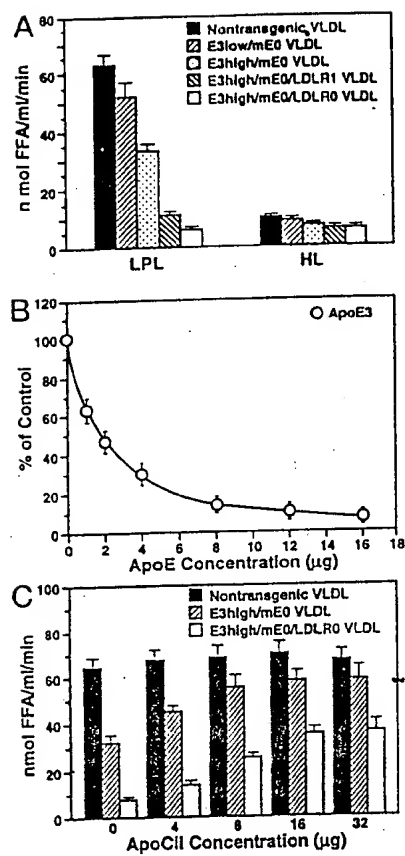 A
Nontransgenic VLDL
E3low/mE0 VLDL
E3high/mE0 VLDL
E3high/mE0/LDLR1 VLDL
E3high/mE0/LDLR0 VLDL
n mol FFA/ml/min
80
60
40
20
0
LPL
HL
B
ApoE3
% of Control
120
100
80
60
40
20
0
0 2 4 6 8 10 12 14 16 18
ApoE Concentration (µg)
C
Nontransgenic VLDL
E3high/mE0 VLDL
E3high/mE0/LDLR0 VLDL
nmol FFA/ml/min
100
80
60
40
20
0
0 4 8 16 32
ApoCII Concentration (µg)